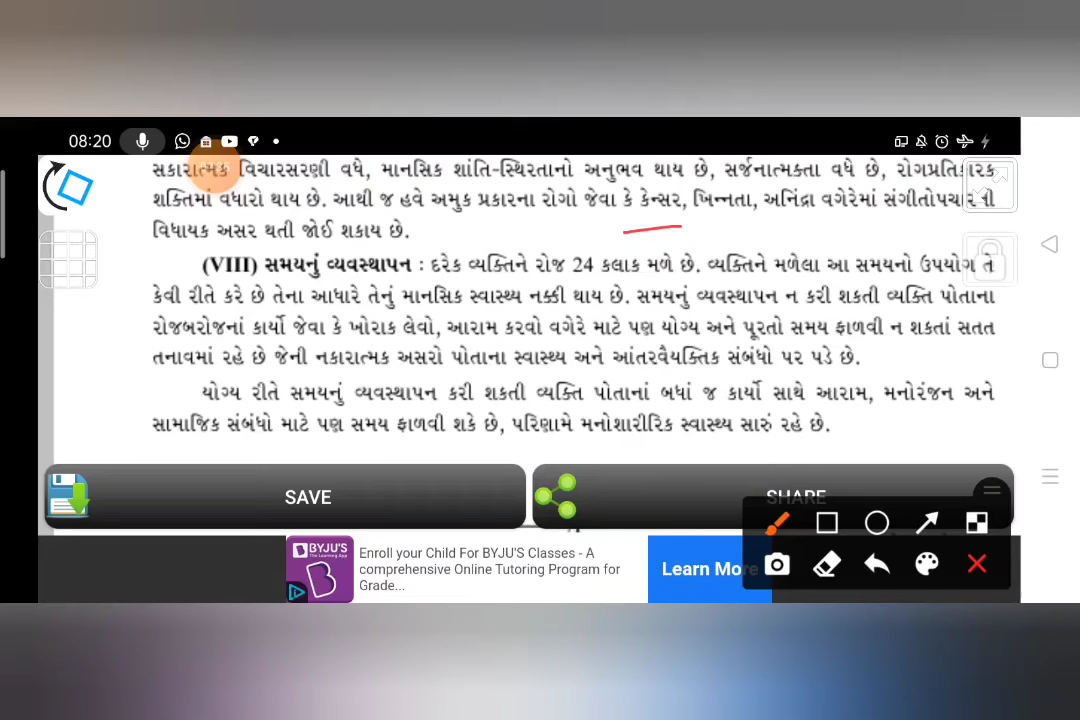 08:20
સકારાત્મક વિચારસરણી વધે, માનસિક શાંતિ-સ્થિરતાનો અનુભવ થાય છે, સર્જનાત્મક્તા વધે છે, રોગપ્રતિકારક
શક્તિમાં વધારો થાય છે. આથી જ હવે અમુક પ્રકારના રોગો જેવા કે કેન્સર, ખિન્નતા, અનિંદ્રા વગેરેમાં સંગીતોપચારની
વિધાયક અસર થતી જોઈ શકાય છે.
(VIII) સમયનું વ્યવસ્થાપન : દરેક વ્યક્તિને રોજ 24 કલાક મળે છે. વ્યક્તિને મળેલા આ સમયનો ઉપયોગ તે
કેવી રીતે કરે છે તેના આધારે તેનું માનસિક સ્વાસ્થ્ય નક્કી થાય છે. સમયનું વ્યવસ્થાપન ન કરી શકતી વ્યક્તિ પોતાના
રોજબરોજનાં કાર્યો જેવા કે ખોરાક લેવો, આરામ કરવો વગેરે માટે પણ યોગ્ય અને પૂરતો સમય ફાળવી ન શકતાં સતત
તનાવમાં રહે છે જેની નકારાત્મક અસરો પોતાના સ્વાસ્થ્ય અને આંતરવૈયક્તિક સંબંધો પર પડે છે.
યોગ્ય રીતે સમયનું વ્યવસ્થાપન કરી શકતી વ્યક્તિ પોતાનાં બધાં જ કાર્યો સાથે આરામ, મનોરંજન અને
સામાજિક સંબંધો માટે પણ સમય ફાળવી શકે છે, પરિણામે મનોશારીરિક સ્વાસ્થ્ય સારું રહે છે.
SAVE
SHARE
BYJU'S
The Learning App
Enroll your Child For BYJU'S Classes - A
comprehensive Online Tutoring Program for
Grade...
Learn More